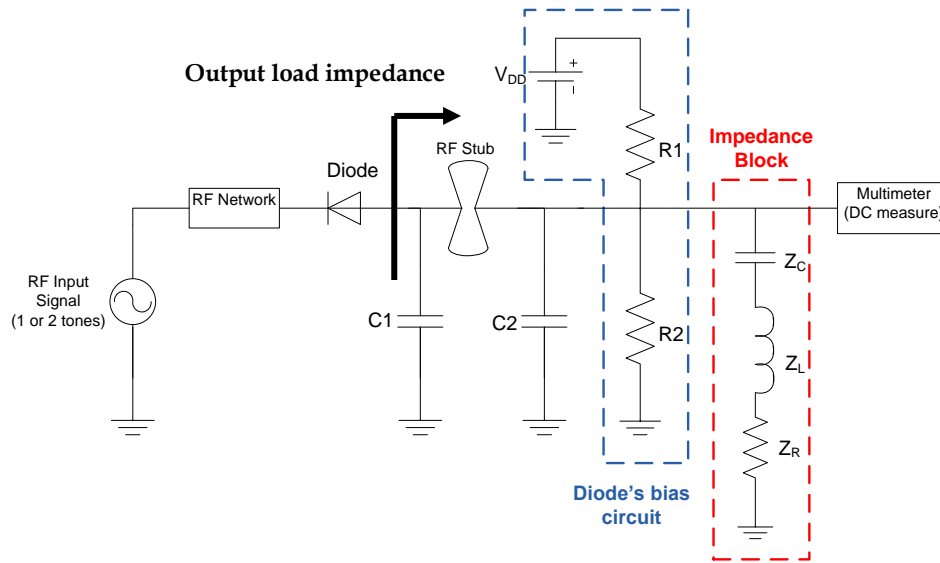 Output load impedance
V_DD
+
-
R1
Impedance
Block
RF Stub
Diode
RF Network
Multimeter
(DC measure)
Z_C
RF Input
Signal
(1 or 2 tones)
C1
C2
R2
Z_L
Z_R
Diode's bias
circuit